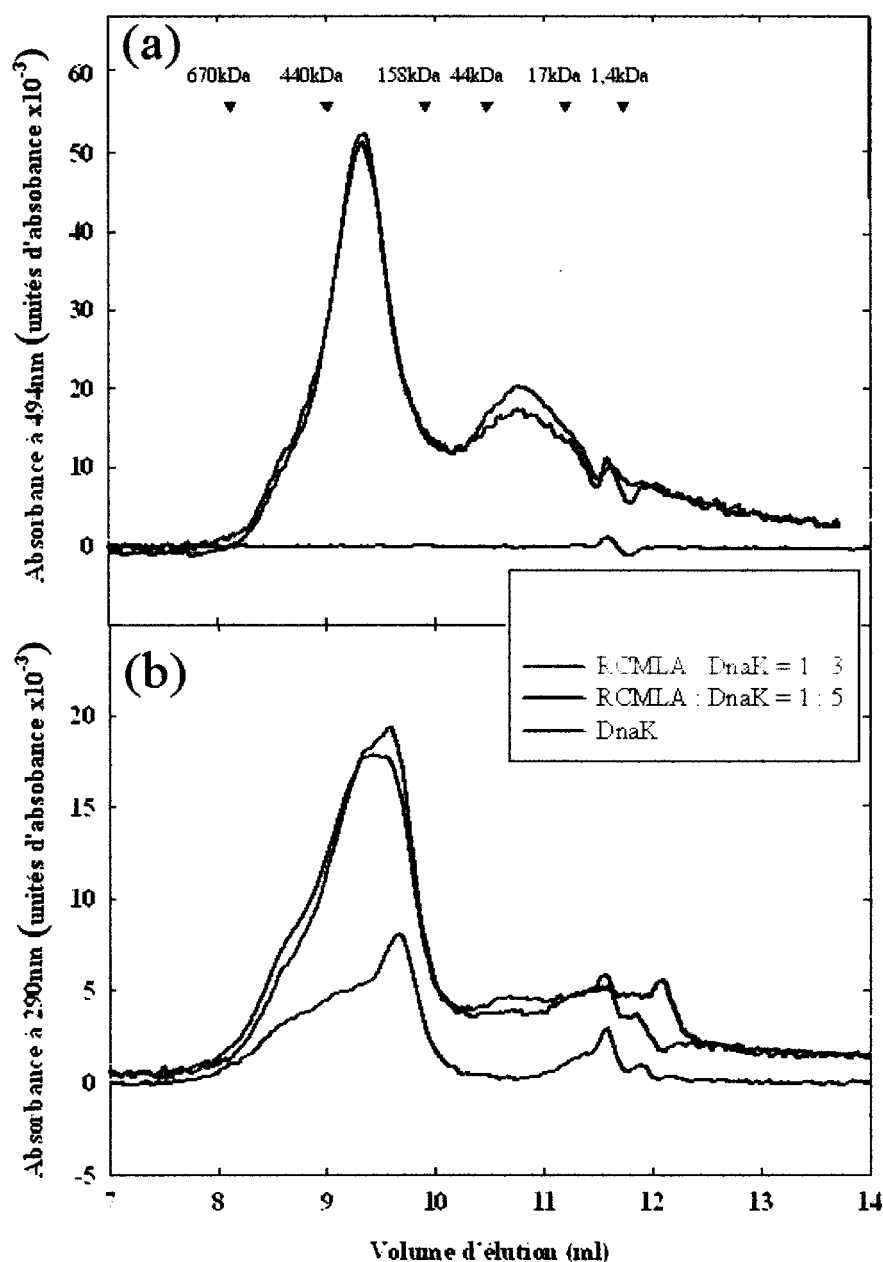 (a)
670kDa 440kDa 158kDa 44kDa 17kDa 1,4kDa
60
50
40
30
20
10
0
Absorbance à 494nm (unités d'absobance x10-3)
RCMLA DnaK = 1 3
RCMLA : DnaK = 1 : 5
DnaK
(b)
20
15
10
5
0
-5
Absorbance à 290nm (unités d'absobance x10-3)
7 8 9 10 11 12 13 14
Volume d'élution (ml)